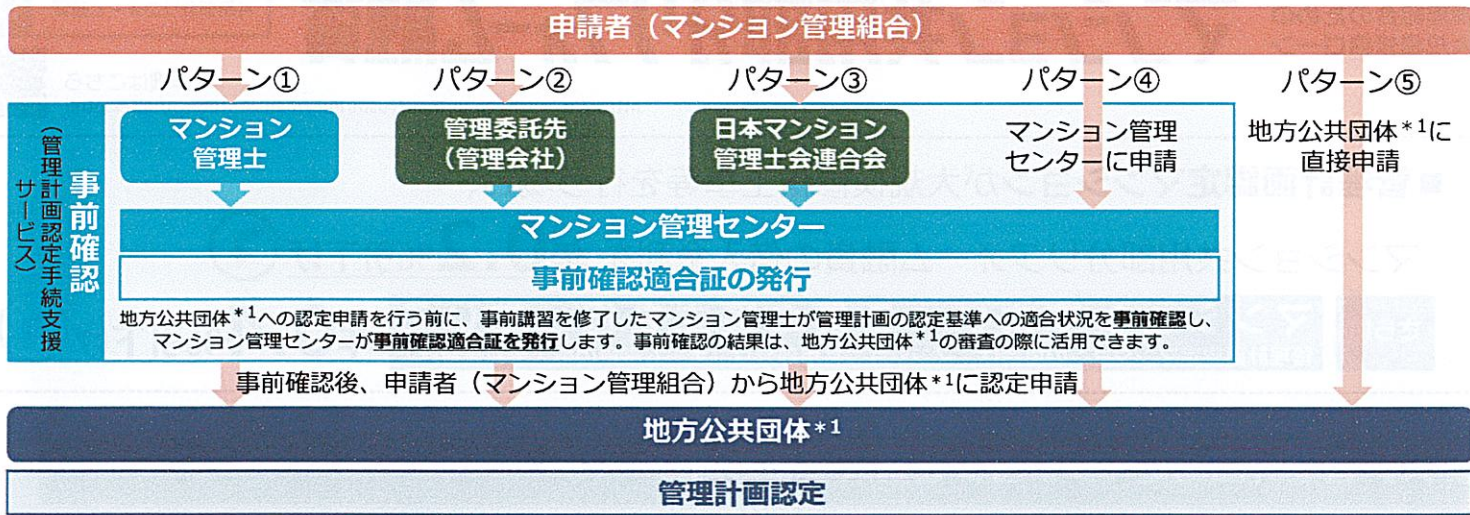 申請者（マンション管理組合）
パターン①
パターン②
パターン③
パターン④
パターン⑤
事前確認
（管理計画認定手続支援
サービス）
マンション
管理士
管理委託先
（管理会社）
日本マンション
管理士会連合会
マンション管理
センターに申請
地方公共団体*1に
直接申請
マンション管理センター
事前確認適合証の発行
地方公共団体*1への認定申請を行う前に、事前講習を修了したマンション管理士が管理計画の認定基準への適合状況を事前確認し、
マンション管理センターが事前確認適合証を発行します。事前確認の結果は、地方公共団体*1の審査の際に活用できます。
事前確認後、申請者（マンション管理組合）から地方公共団体*1に認定申請
地方公共団体*1
管理計画認定